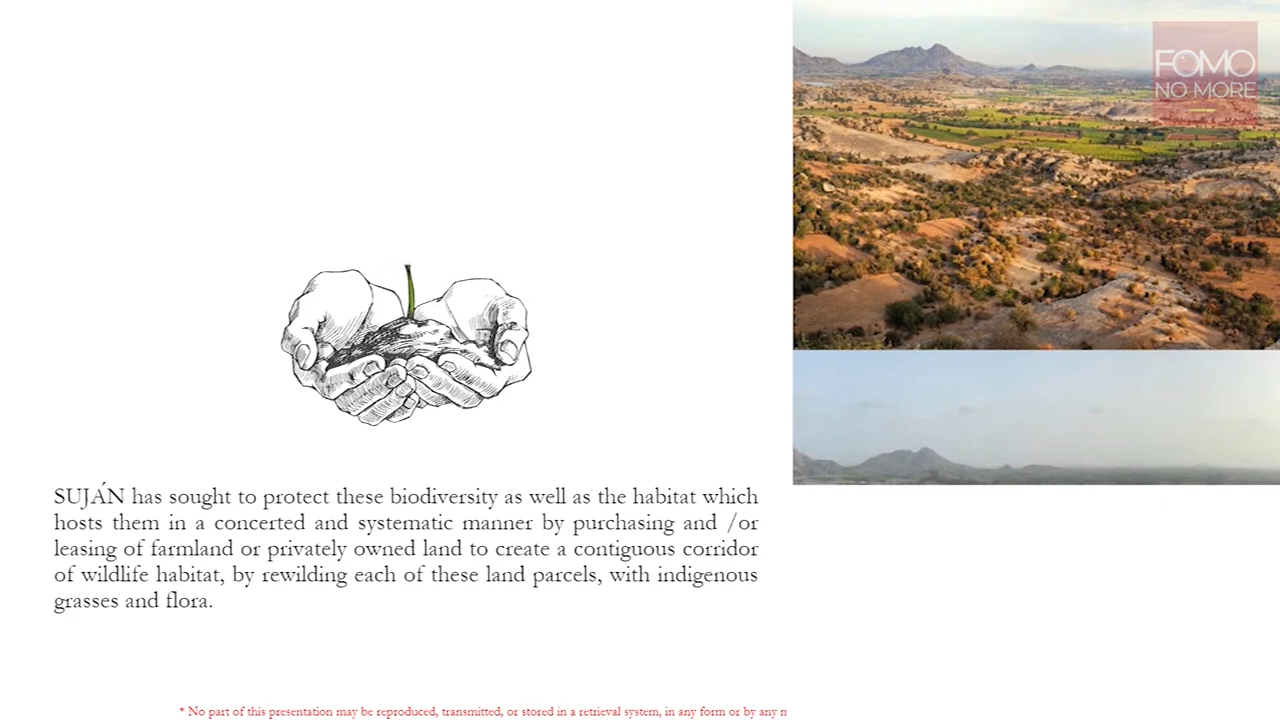 FOMO
NO MORE
SUJÁN has sought to protect these biodiversity as well as the habitat which
hosts them in a concerted and systematic manner by purchasing and /or
leasing of farmland or privately owned land to create a contiguous corridor
of wildlife habitat, by rewilding each of these land parcels, with indigenous
grasses and flora.
* No part of this presentation may be reproduced, transmitted, or stored in a retrieval system, in any form or by any n